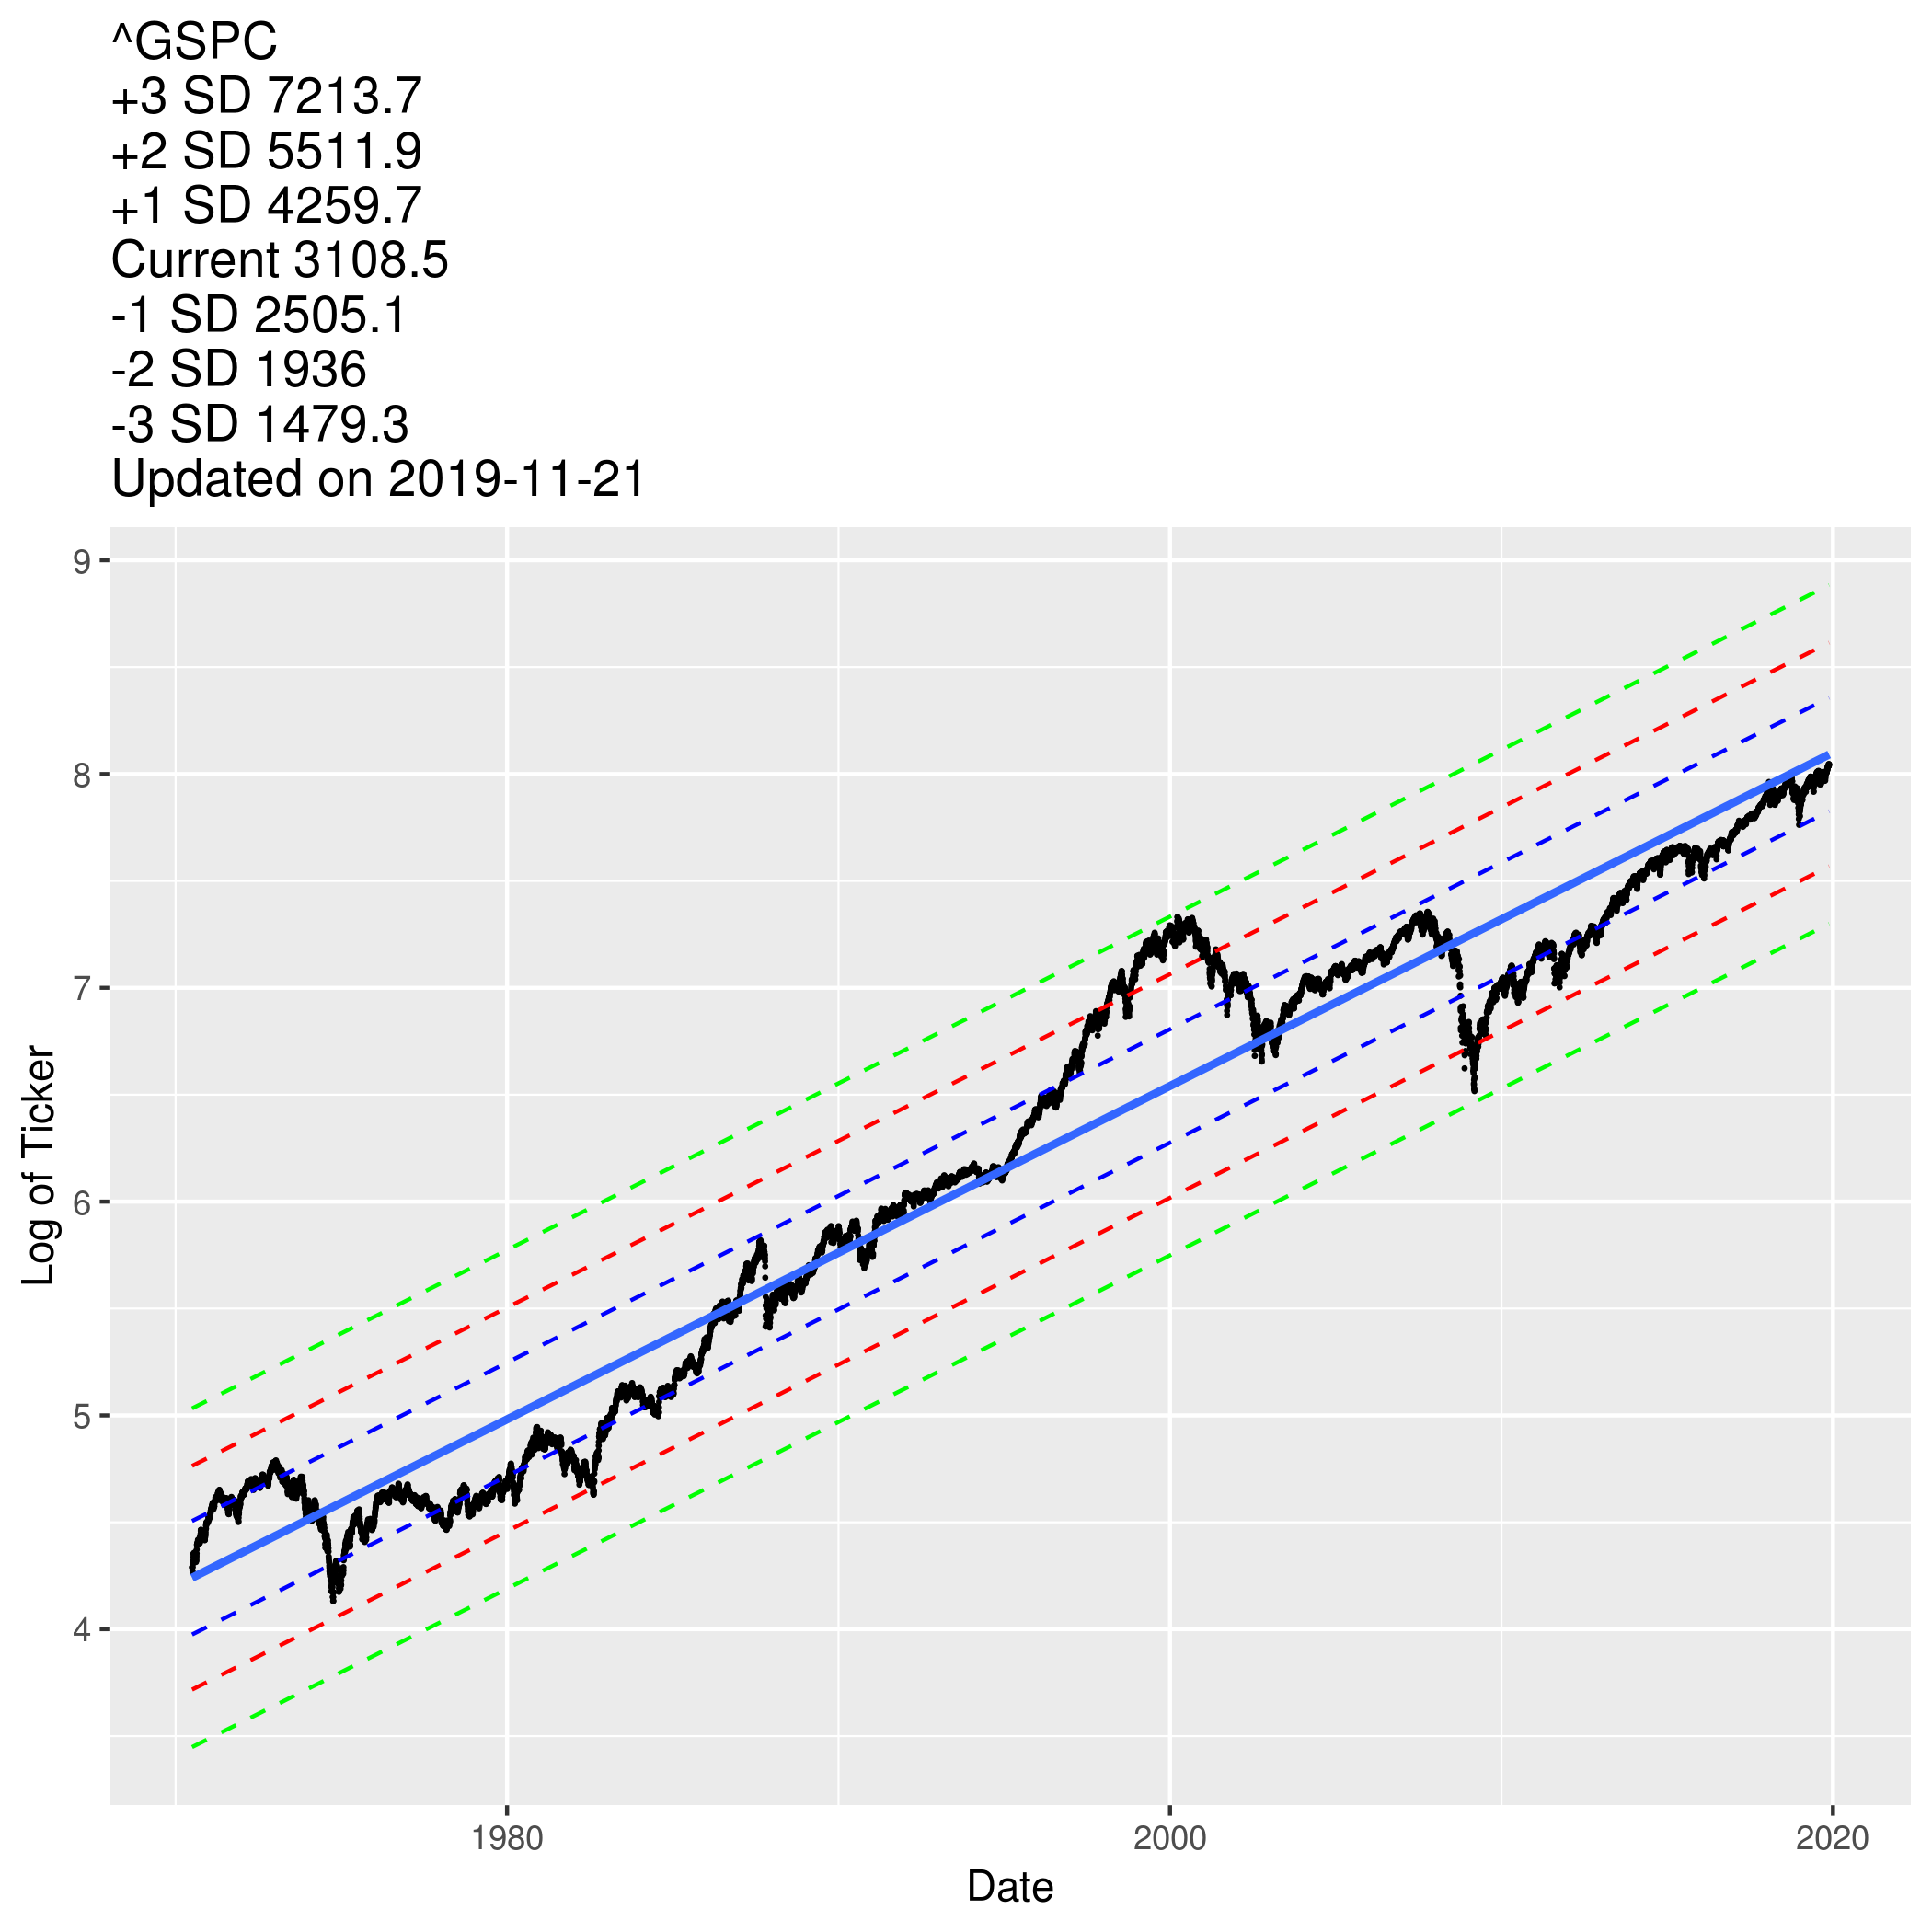 ^GSPC
+3 SD 7213.7
+2 SD 5511.9
+1 SD 4259.7
Current 3108.5
-1 SD 2505.1
-2 SD 1936
-3 SD 1479.3
Updated on 2019-11-21
9
8
7
6
5
4
Log of Ticker
1980
2000
2020
Date